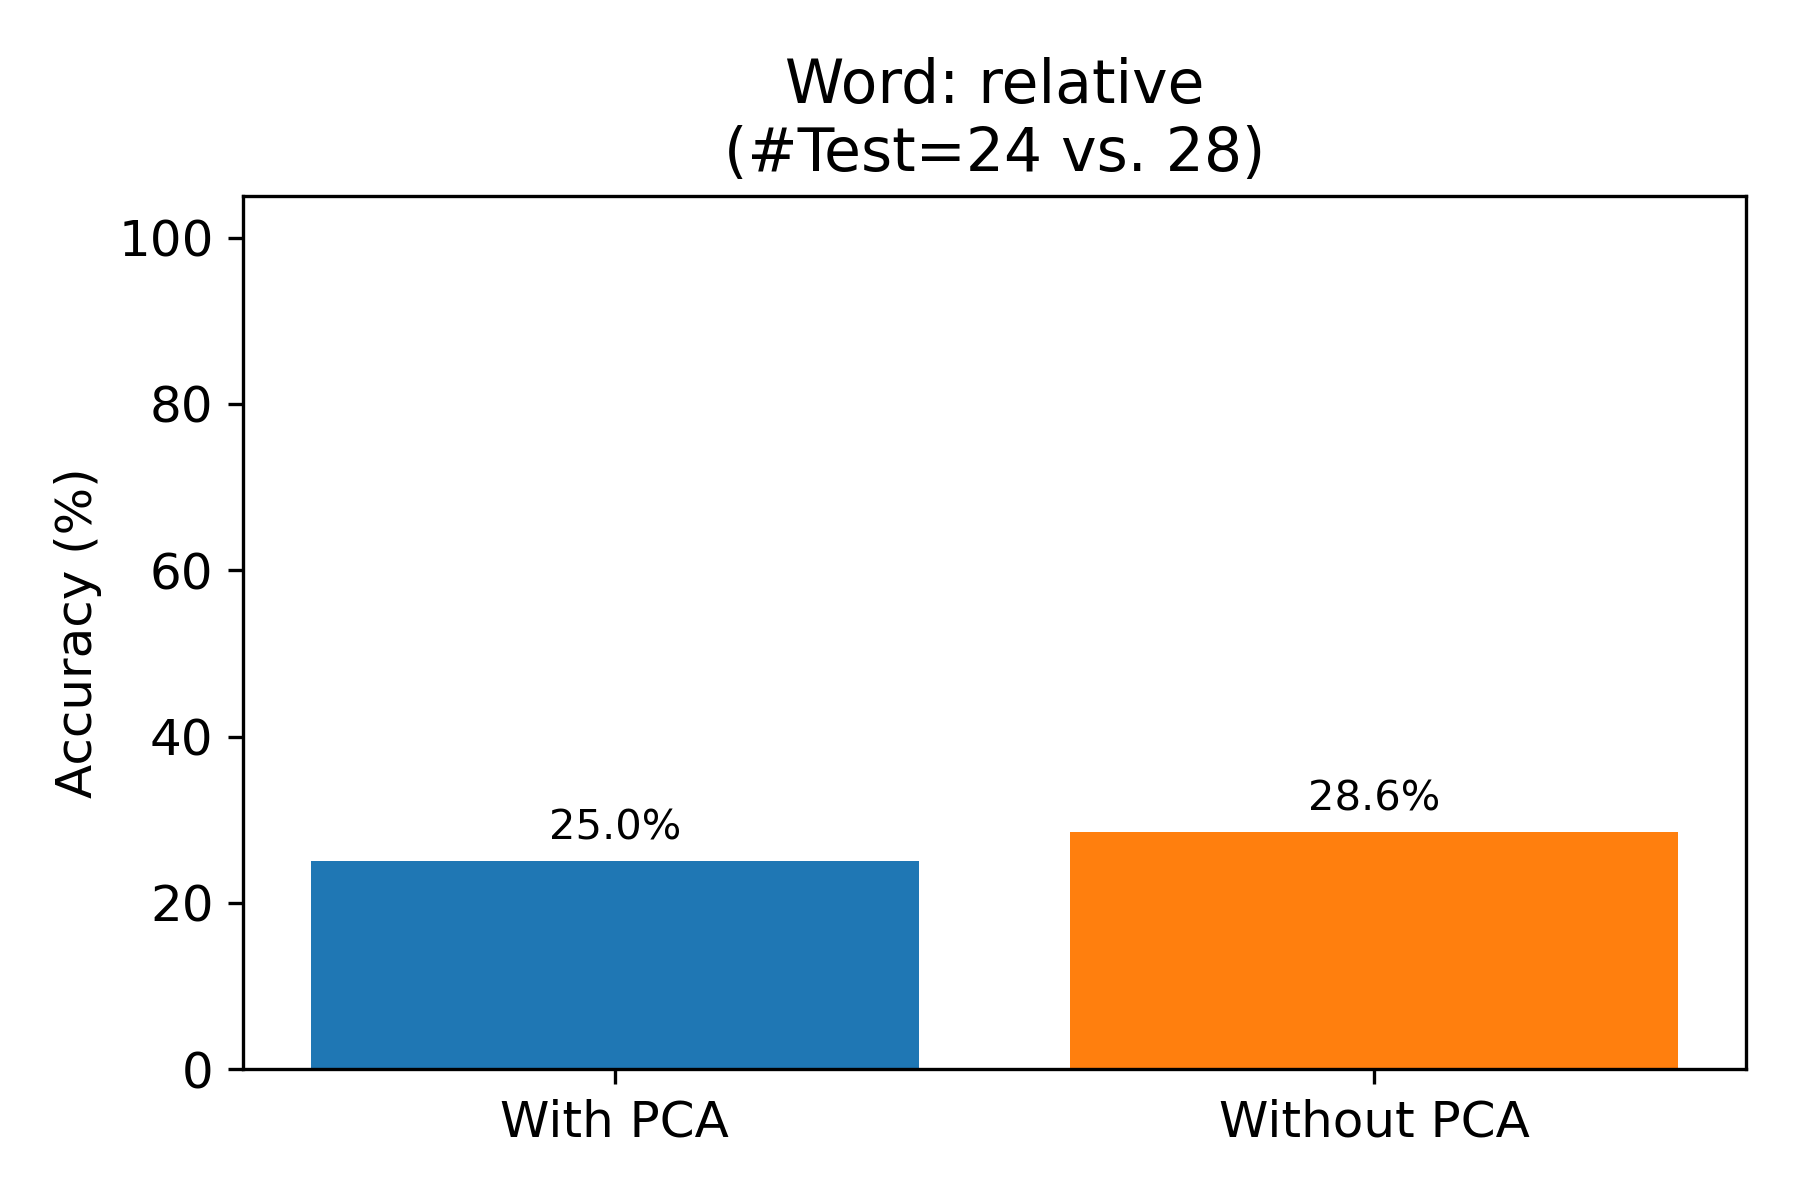 Word: relative
(#Test=24 vs. 28)
100
80
60
40
20
0
Accuracy (%)
25.0%
28.6%
With PCA
Without PCA